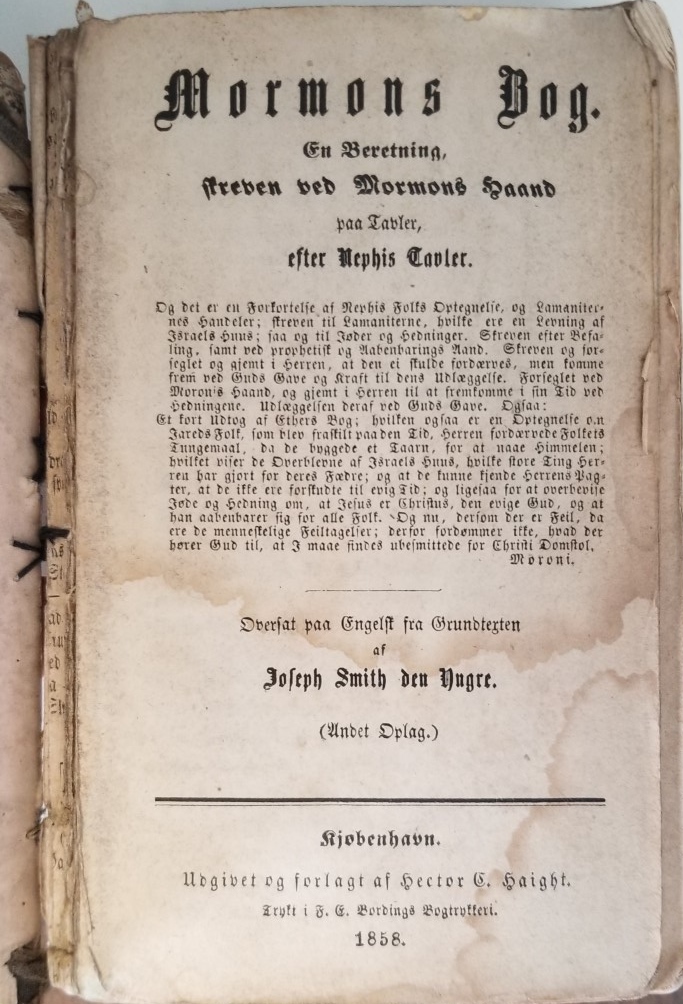 Mormons Bog.
En Beretning,
skreven ved Mormons Haand
paa Tavler,
efter Nephis Tavler.
Og det er en Forkortelse af Nephis Folks Optegnelse, og Lamaniter-
nes Handeler; skreven til Lamaniterne, hvilke ere en Levning af
Israels Huus; saa og til Jøder og Hedninger. Skreven efter Befa-
ling, samt ved prophetisk og Aabenbarings Aand. Skreven og for-
seglet og gjemt i Herren, at den ei skulde fordærves, men komme
frem ved Guds Gave og Kraft til dens Udlæggelse. Forseglet ved
Moroni's Haand, og gjemt i Herren til at fremkomme i sin Tid ved
Hedningene. Udlæggelsen deraf ved Guds Gave. Ogsaa:
Et kort Udtog af Ethers Bog; hvilken ogsaa er en Optegnelse o.n
Jareds Folk, som blev fraskilt paa den Tid, Herren fordærvede Folkets
Tungemaal, da de byggede et Taarn, for at naae Himmelen;
hvilket viser de Overblevne af Israels Huus, hvilke store Ting Her-
ren har gjort for deres Fædre; og at de kunne kjende Herrens Pag-
ter, at de ikke ere forskudte til evig Tid; og ligesaa for at overbevise
Jøde og Hedning om, at Jesus er Christus, den evige Gud, og at
han aabenbarer sig for alle Folk. Og nu, dersom der er Feil, da
ere de menneskelige Feiltagelser; derfor fordømmer ikke, hvad der
hører Gud til, at I maae findes ubesmittede for Christi Domstol.
Moroni.
Oversat paa Engelsk fra Grundtexten
af
Joseph Smith den Yngre.
(Andet Oplag.)
Kjøbenhavn.
Udgivet og forlagt af Hector C. Haight.
Trykt i F. E. Bordings Bogtrykkeri.
1858.